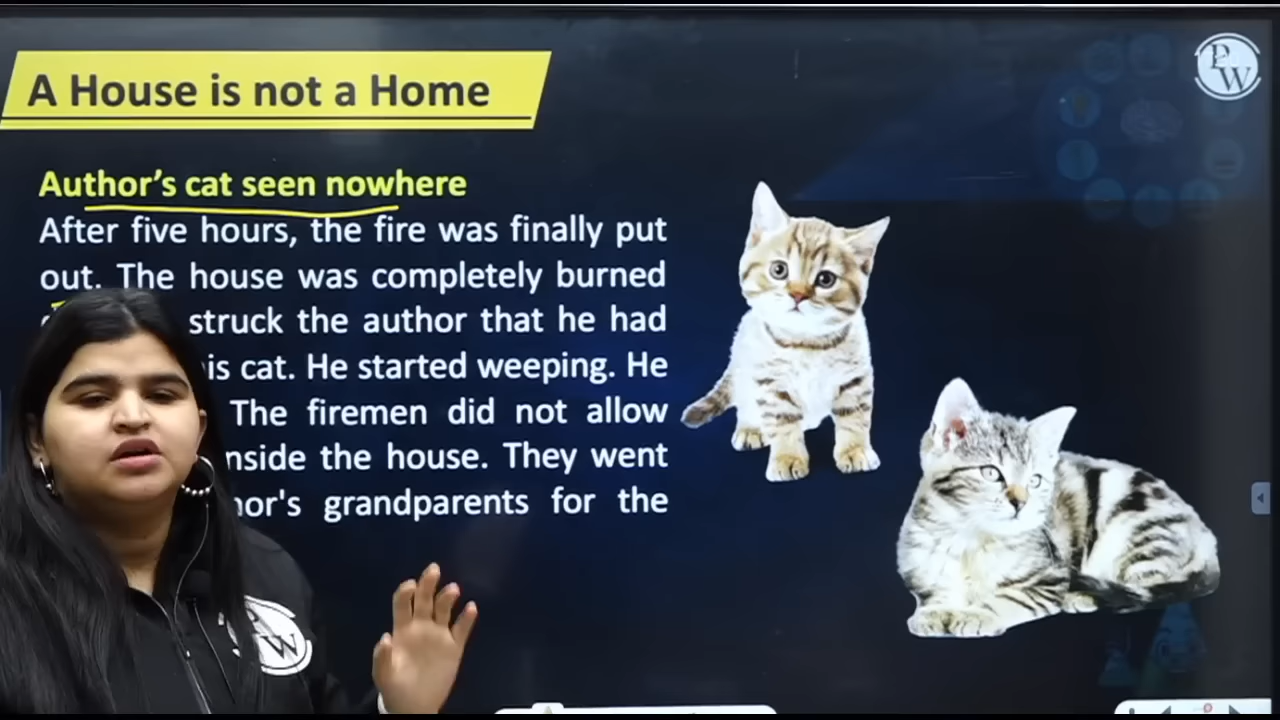 A House is not a Home
PW
Author's cat seen nowhere
After five hours, the fire was finally put
out. The house was completely burned
struck the author that he had
is cat. He started weeping. He
The firemen did not allow
nside the house. They went
hor's grandparents for the
W